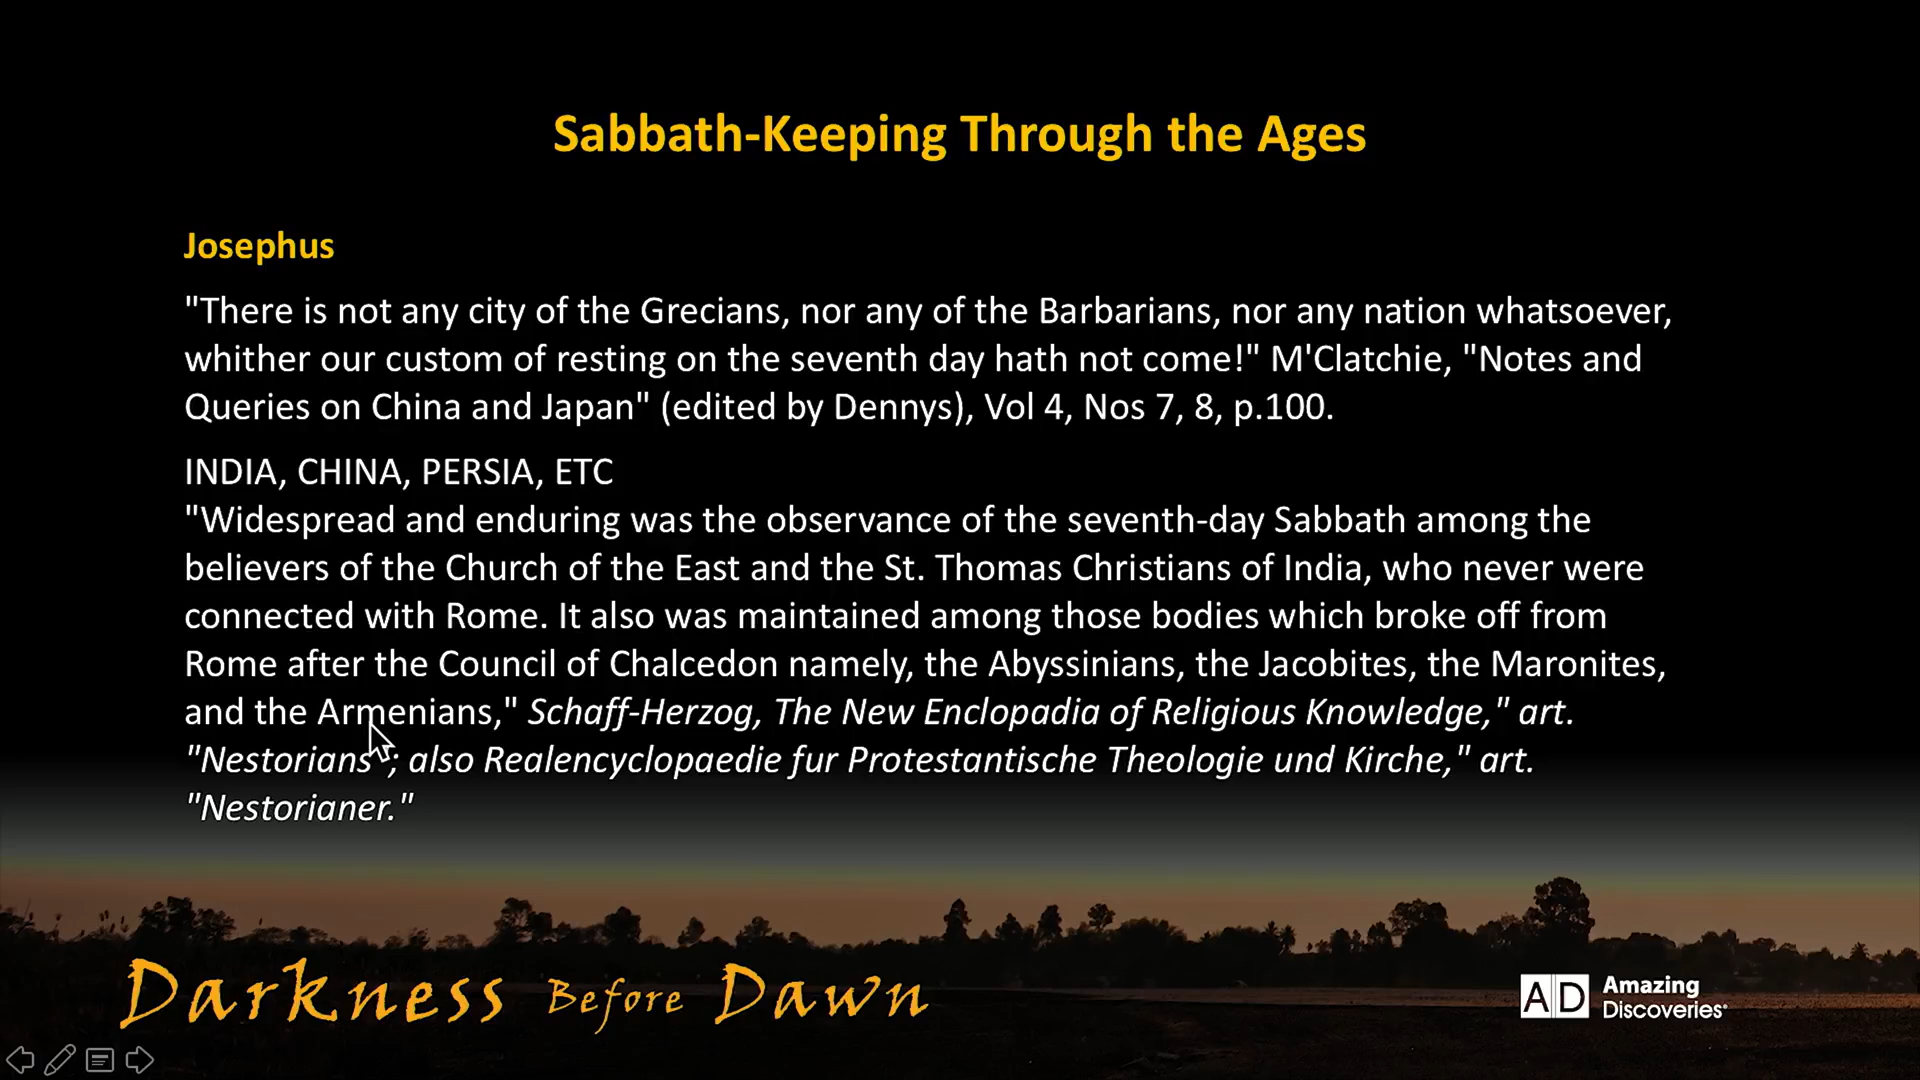 Sabbath-Keeping Through the Ages
Josephus
"There is not any city of the Grecians, nor any of the Barbarians, nor any nation whatsoever,
whither our custom of resting on the seventh day hath not come!" M'Clatchie, "Notes and
Queries on China and Japan" (edited by Dennys), Vol 4, Nos 7, 8, p.100.
INDIA, CHINA, PERSIA, ETC
"Widespread and enduring was the observance of the seventh-day Sabbath among the
believers of the Church of the East and the St. Thomas Christians of India, who never were
connected with Rome. It also was maintained among those bodies which broke off from
Rome after the Council of Chalcedon namely, the Abyssinians, the Jacobites, the Maronites,
and the Armenians," Schaff-Herzog, The New Enclopadia of Religious Knowledge," art.
"Nestorians"; also Realencyclopaedie fur Protestantische Theologie und Kirche," art.
"Nestorianer."
Darkness Before Dawn
AD Amazing
Discoveries